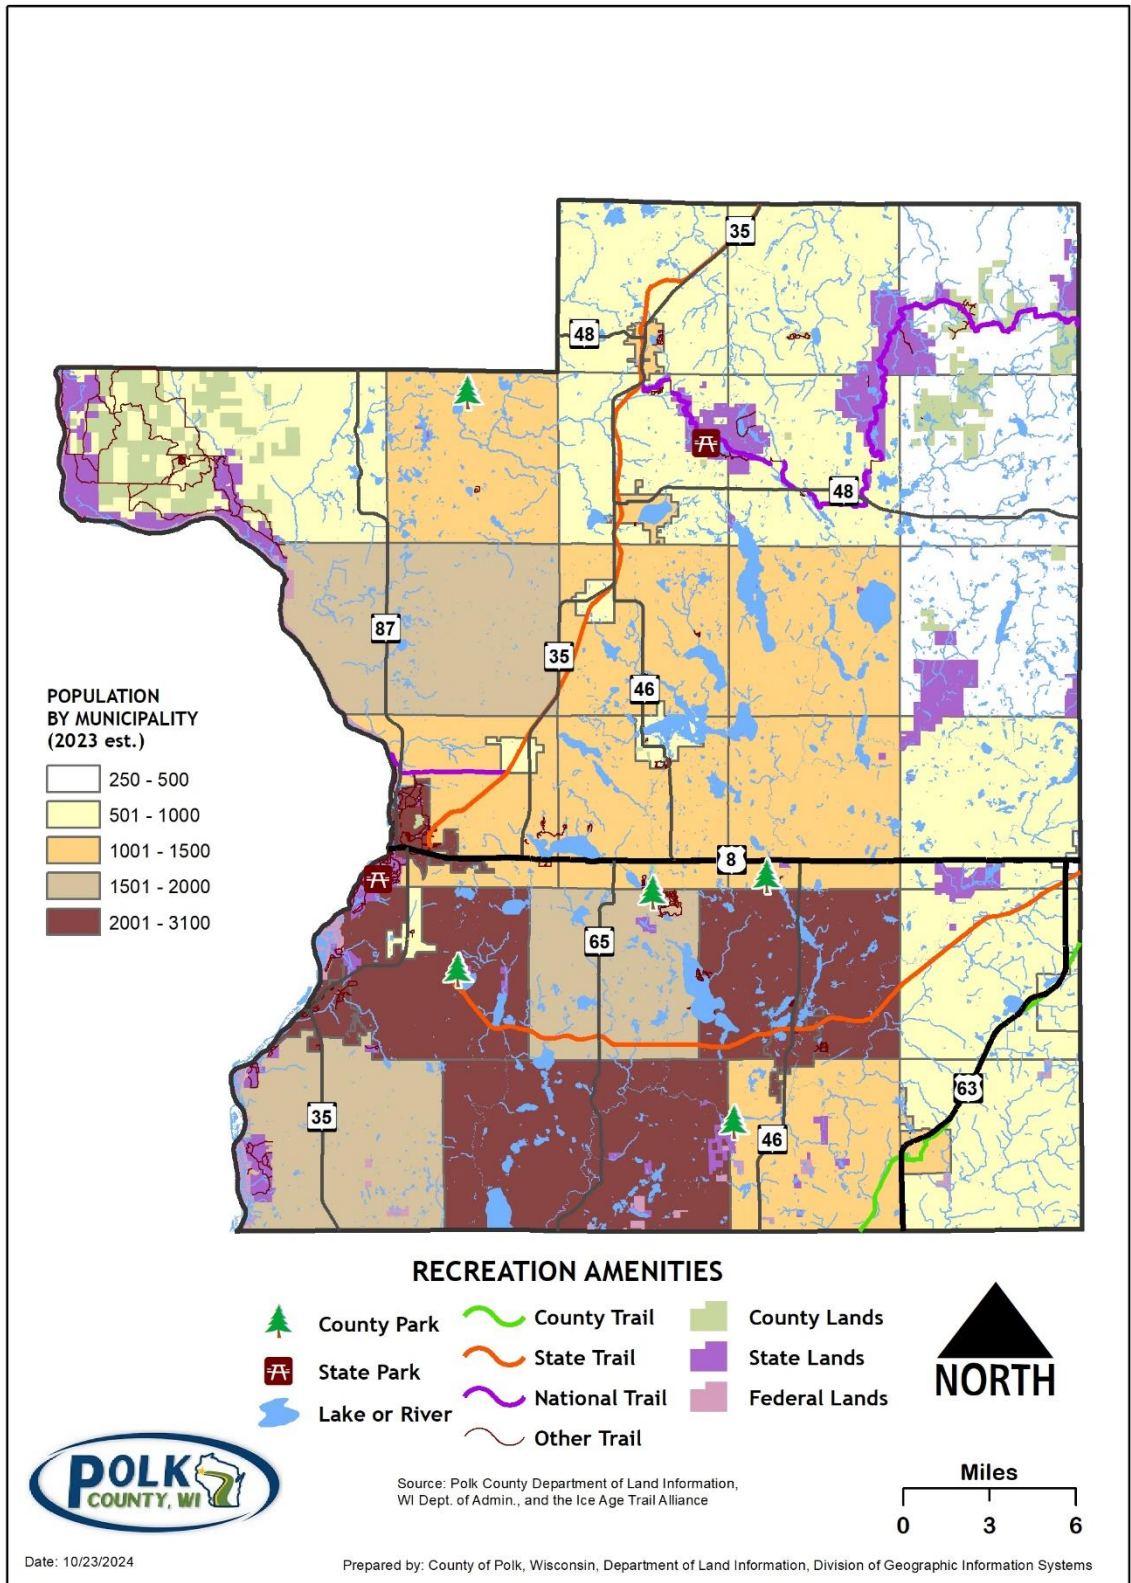 35
48
48
87
35
46
8
65
63
35
46
POPULATION
BY MUNICIPALITY
(2023 est.)
250 - 500
501 - 1000
1001 - 1500
1501 - 2000
2001 - 3100
RECREATION AMENITIES
County Park
State Park
Lake or River
County Trail
State Trail
National Trail
Other Trail
County Lands
State Lands
Federal Lands
NORTH
POLK
COUNTY, WI
Source: Polk County Department of Land Information,
WI Dept. of Admin., and the Ice Age Trail Alliance
Miles
0 3 6
Date: 10/23/2024
Prepared by: County of Polk, Wisconsin, Department of Land Information, Division of Geographic Information Systems